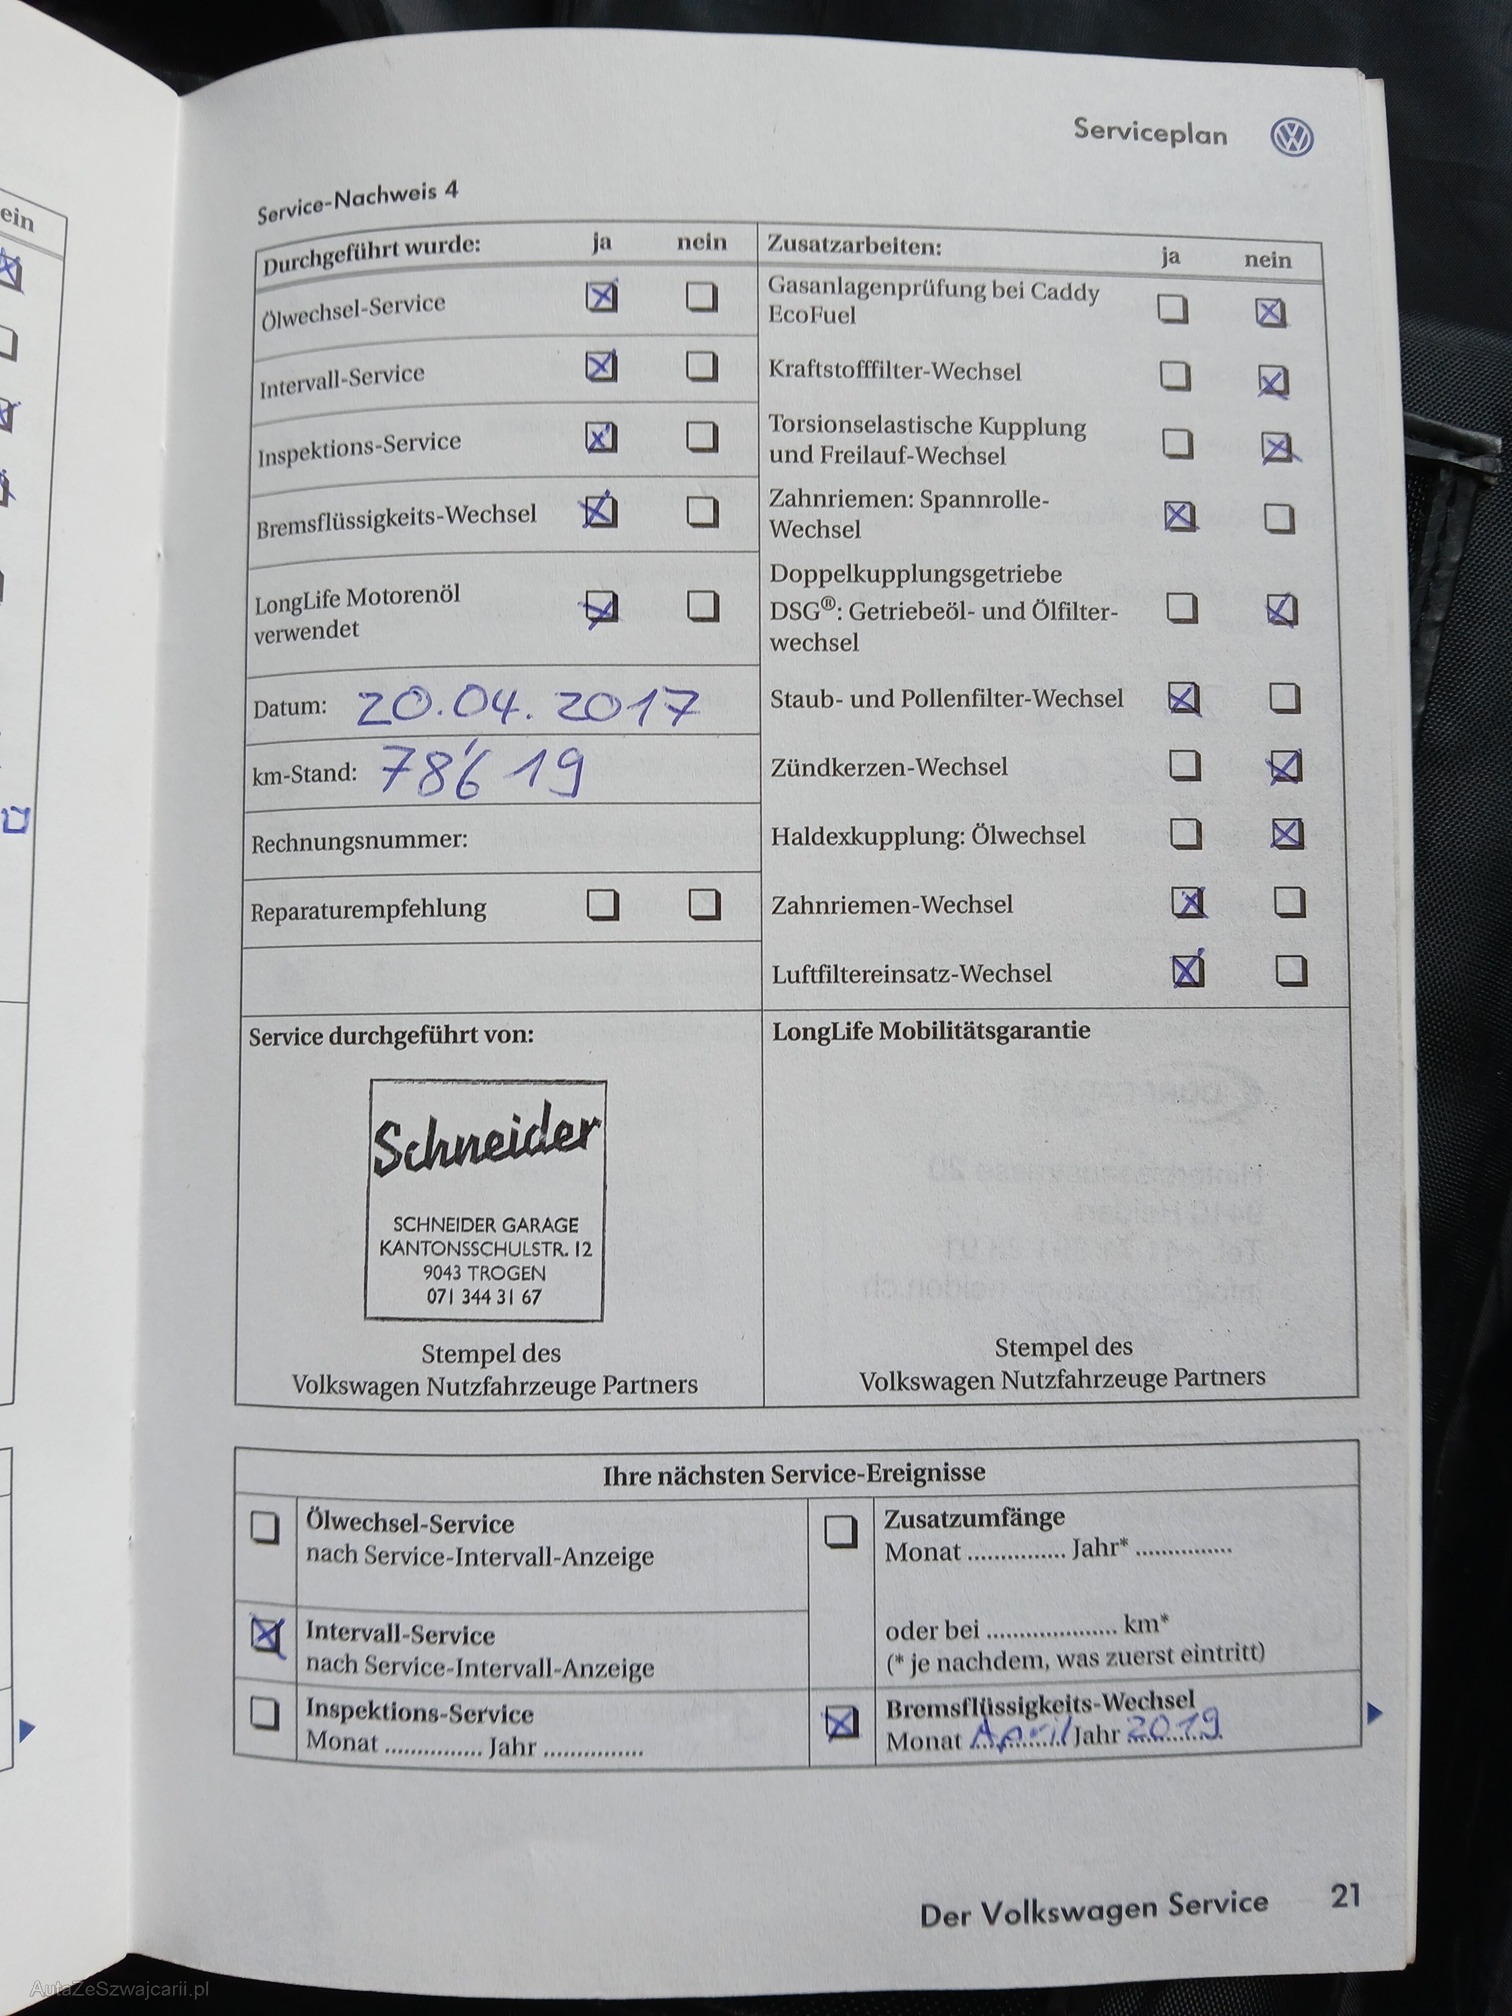 ein
Serviceplan
Service-Nachweis 4
Durchgeführt wurde: ja nein
Ölwechsel-Service
Intervall-Service
Inspektions-Service
Bremsflüssigkeits-Wechsel
LongLife Motorenöl
verwendet
Datum: 20.04.2017
km-Stand: 78'619
Rechnungsnummer:
Reparaturempfehlung
Zusatzarbeiten: ja nein
Gasanlagenprüfung bei Caddy
EcoFuel
Kraftstofffilter-Wechsel
Torsionselastische Kupplung
und Freilauf-Wechsel
Zahnriemen: Spannrolle-
Wechsel
Doppelkupplungsgetriebe
DSG®: Getriebeöl- und Ölfilter-
wechsel
Staub- und Pollenfilter-Wechsel
Zündkerzen-Wechsel
Haldexkupplung: Ölwechsel
Zahnriemen-Wechsel
Luftfiltereinsatz-Wechsel
Service durchgeführt von:
Schneider
SCHNEIDER GARAGE
KANTONSSCHULSTR. 12
9043 TROGEN
071 344 31 67
Stempel des
Volkswagen Nutzfahrzeuge Partners
LongLife Mobilitätsgarantie
Stempel des
Volkswagen Nutzfahrzeuge Partners
Ihre nächsten Service-Ereignisse
Ölwechsel-Service
nach Service-Intervall-Anzeige
Intervall-Service
nach Service-Intervall-Anzeige
Inspektions-Service
Monat ............... Jahr ...............
Zusatzumfänge
Monat ............... Jahr* ...............
oder bei .................... km*
(* je nachdem, was zuerst eintritt)
Bremsflüssigkeits-Wechsel
Monat April Jahr 2019
Der Volkswagen Service 21
AutaZeSzwajcarii.pl